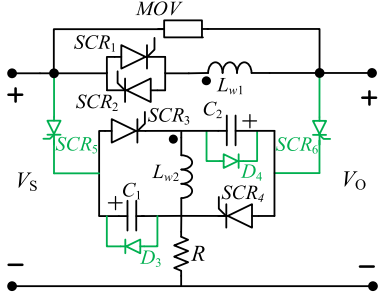 MOV
SCR1
SCR2
Lw1
+
+
SCR3
C2
+
SCR5
SCR6
Lw2
D4
VS
VO
SCR4
+
C1
D3
R
−
−